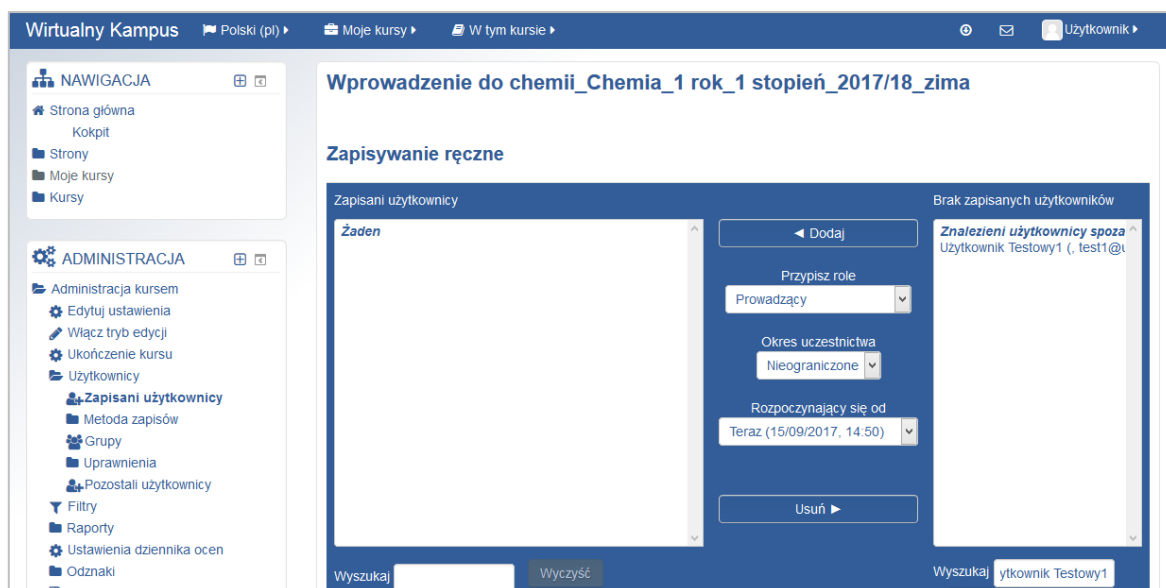 Wirtualny Kampus Polski (pl) Moje kursy W tym kursie Użytkownik
NAWIGACJA
Strona główna
Kokpit
Strony
Moje kursy
Kursy
ADMINISTRACJA
Administracja kursem
Edytuj ustawienia
Włącz tryb edycji
Ukończenie kursu
Użytkownicy
Zapisani użytkownicy
Metoda zapisów
Grupy
Uprawnienia
Pozostali użytkownicy
Filtry
Raporty
Ustawienia dziennika ocen
Odznaki
Wprowadzenie do chemii_Chemia_1 rok_1 stopień_2017/18_zima
Zapisywanie ręczne
Zapisani użytkownicy
Żaden
Wyszukaj
Wyczyść
◄ Dodaj
Przypisz role
Prowadzący
Okres uczestnictwa
Nieograniczone
Rozpoczynający się od
Teraz (15/09/2017, 14:50)
Usuń ►
Brak zapisanych użytkowników
Znalezieni użytkownicy spoza
Użytkownik Testowy1 (, test1@u
Wyszukaj ytkownik Testowy1